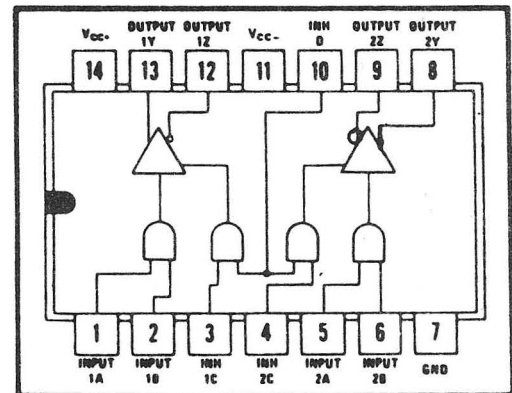 VCC+ OUTPUT 1Y OUTPUT 1Z VCC- INH D OUTPUT 2Z OUTPUT 2Y
14 13 12 11 10 9 8
1 2 3 4 5 6 7
INPUT 1A INPUT 1B INH 1C INH 2C INPUT 2A INPUT 2B GND